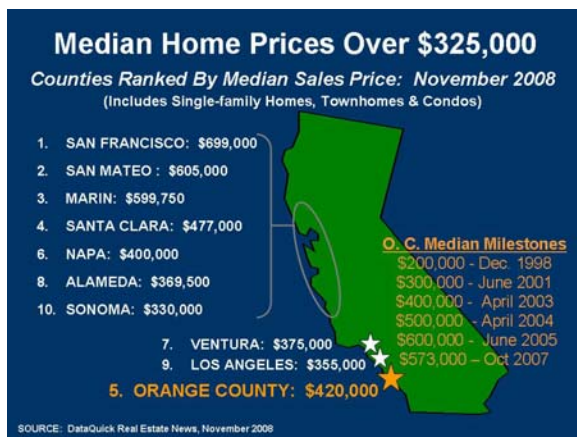 Median Home Prices Over $325,000
Counties Ranked By Median Sales Price: November 2008
(Includes Single-family Homes, Townhomes & Condos)
1. SAN FRANCISCO: $699,000
2. SAN MATEO : $605,000
3. MARIN: $599,750
4. SANTA CLARA: $477,000
6. NAPA: $400,000
8. ALAMEDA: $369,500
10. SONOMA: $330,000
7. VENTURA: $375,000
9. LOS ANGELES: $355,000
5. ORANGE COUNTY: $420,000
O. C. Median Milestones
$200,000 - Dec. 1998
$300,000 - June 2001
$400,000 - April 2003
$500,000 - April 2004
$600,000 - June 2005
$573,000 – Oct 2007
SOURCE: DataQuick Real Estate News, November 2008